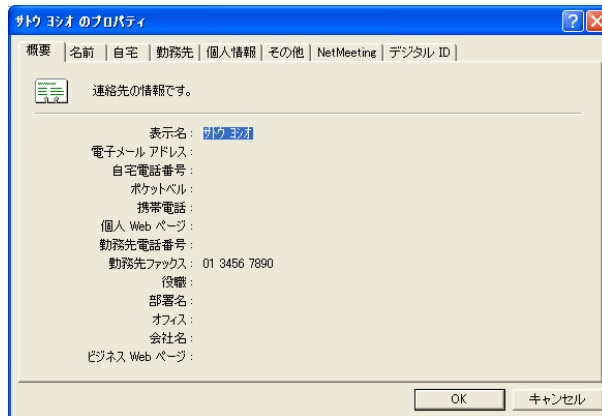 サトウ ヨシオ のプロパティ
概要 名前 自宅 勤務先 個人情報 その他 NetMeeting デジタル ID
連絡先の情報です。
表示名: サトウ ヨシオ
電子メール アドレス:
自宅電話番号:
ポケットベル:
携帯電話:
個人 Web ページ:
勤務先電話番号:
勤務先ファックス: 01 3456 7890
役職:
部署名:
オフィス:
会社名:
ビジネス Web ページ:
OK キャンセル